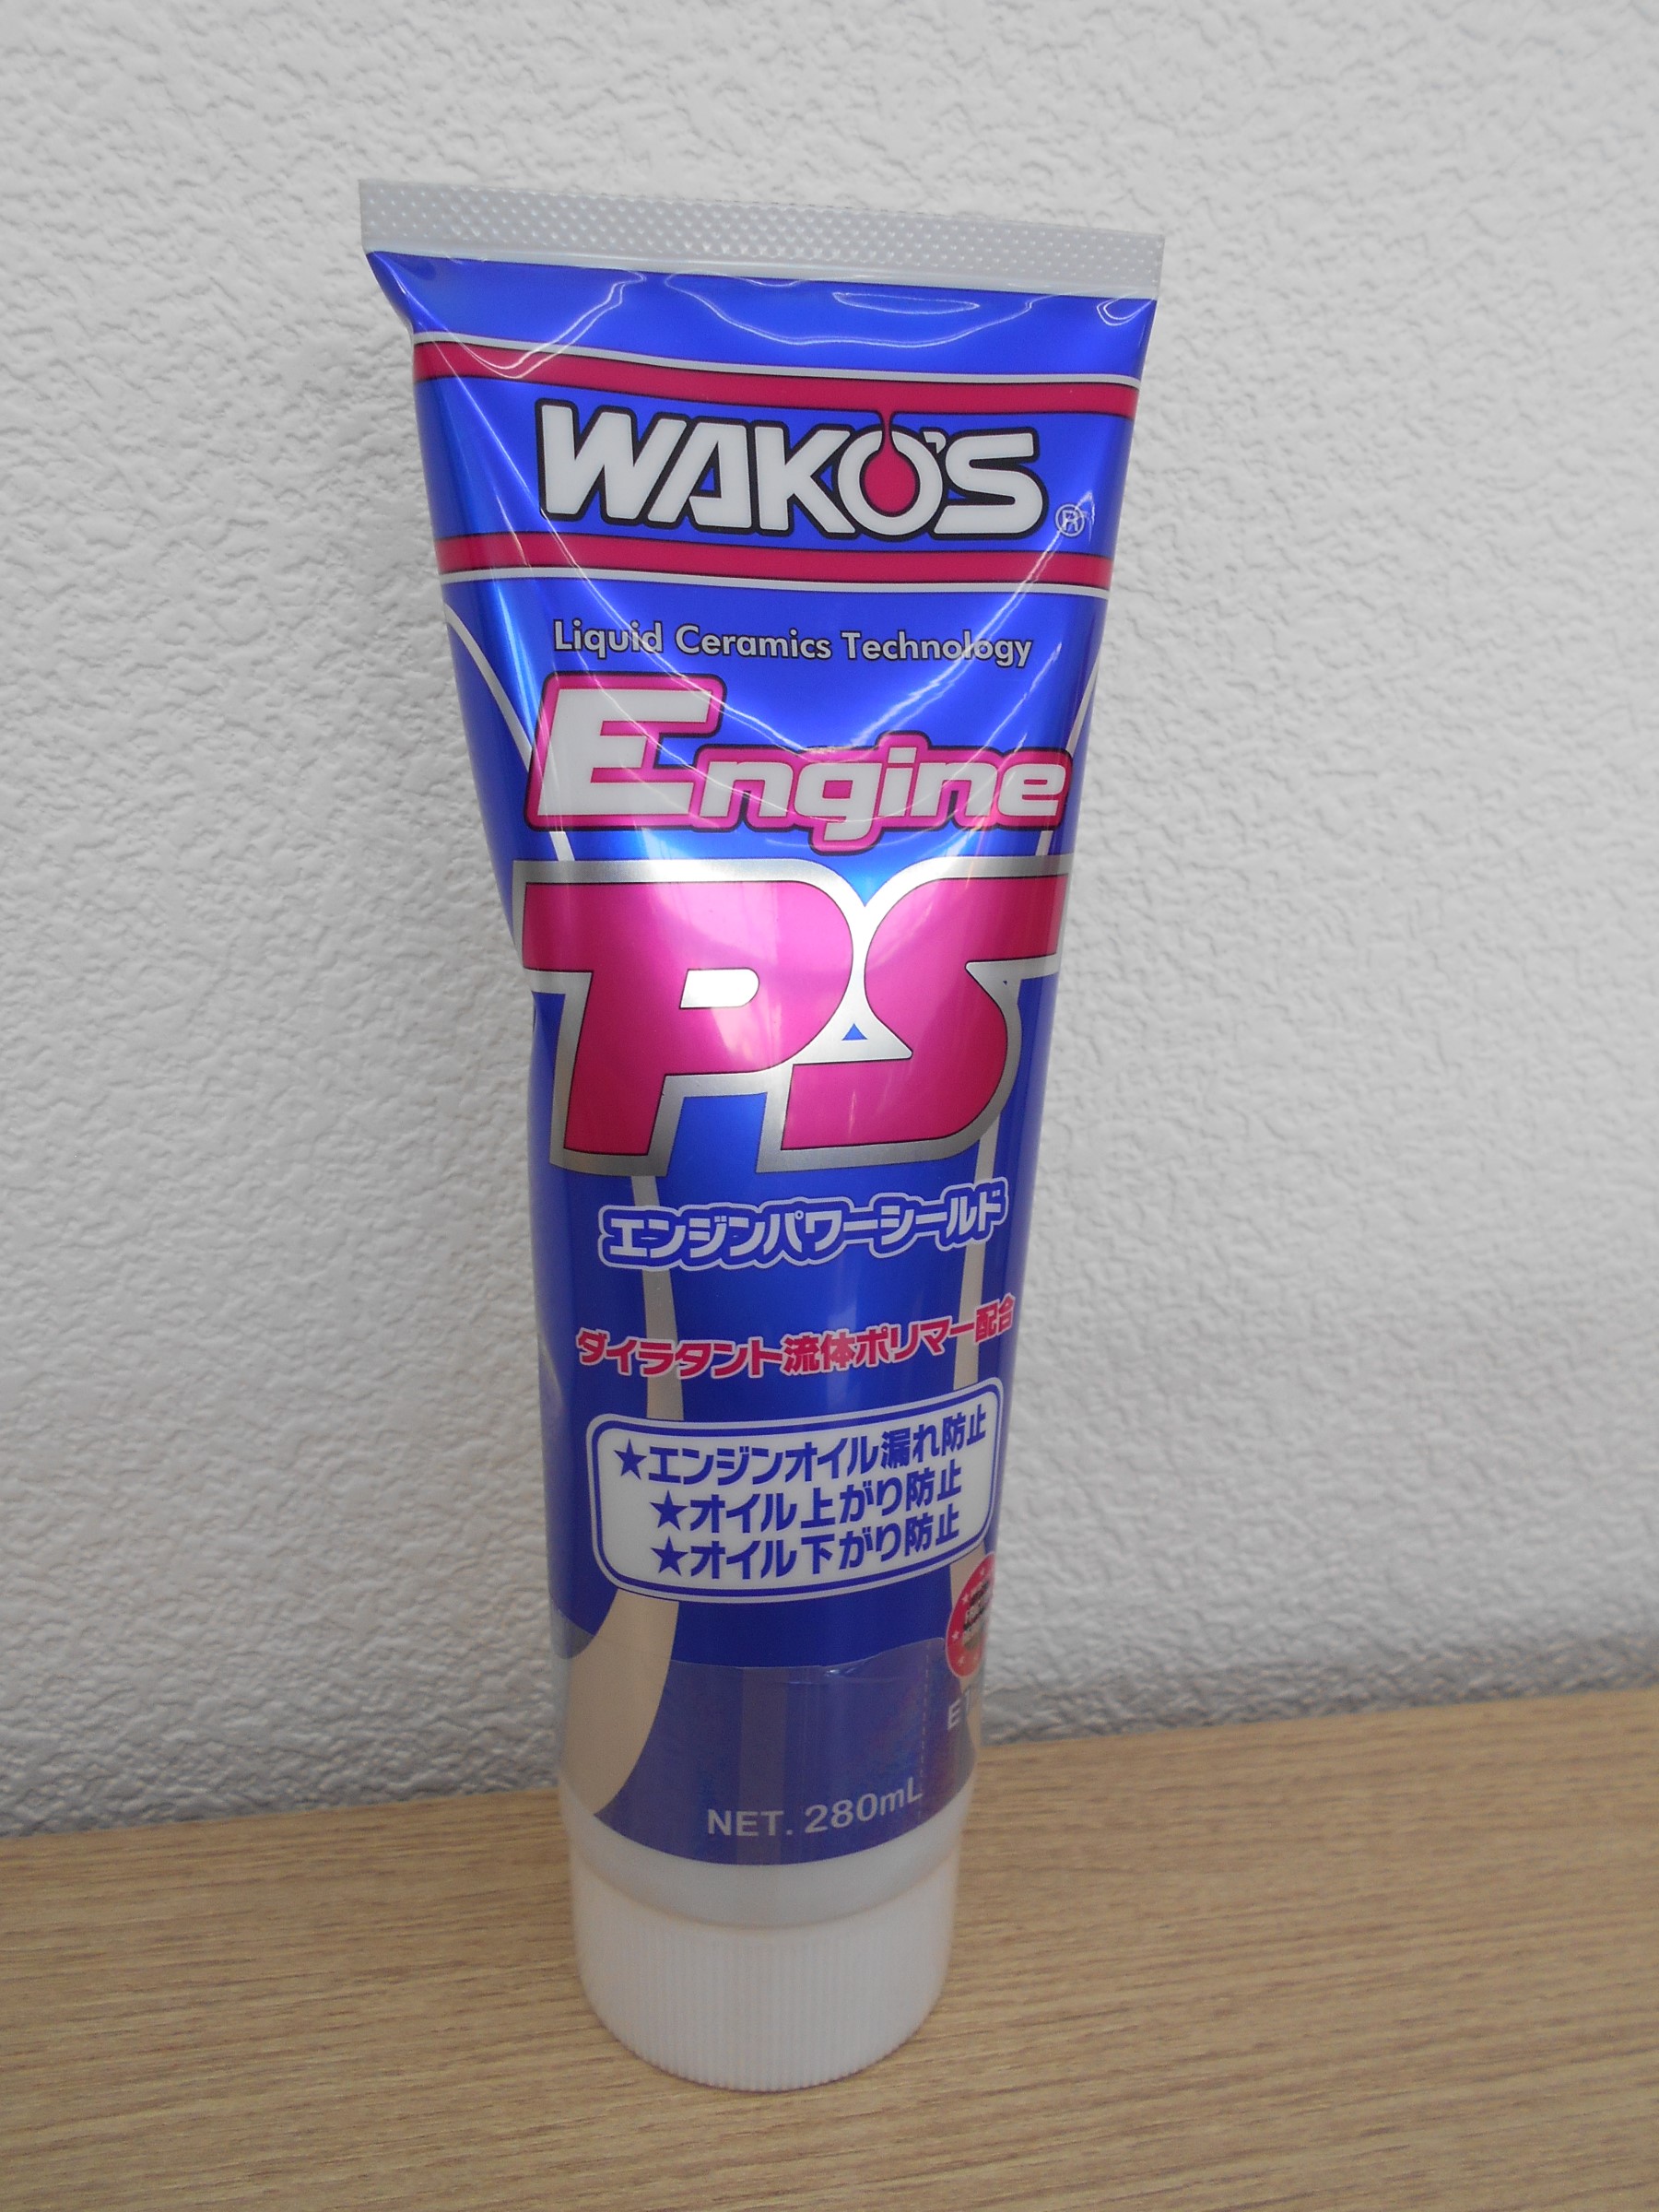 WAKO'S®
Liquid Ceramics Technology
Engine
PS
エンジンパワーシールド
ダイラタント流体ポリマー配合
★エンジンオイル漏れ防止
★オイル上がり防止
★オイル下がり防止
NET. 280mL